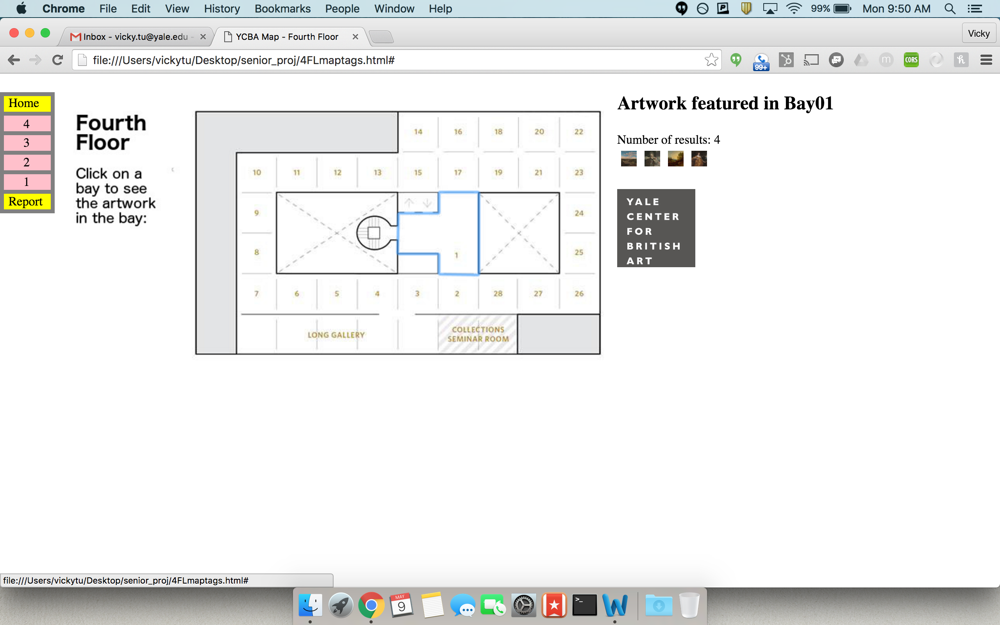 Chrome File Edit View History Bookmarks People Window Help 99% Mon 9:50 AM
Inbox - vicky.tu@yale.edu - YCBA Map - Fourth Floor Vicky
file:///Users/vickytu/Desktop/senior_proj/4FLmaptags.html#
99+ m CORS h
Home
4
3
2
1
Report
Fourth
Floor
Click on a
bay to see
the artwork
in the bay:
14 16 18 20 22
10 11 12 13 15 17 19 21 23
9 24
8 1 25
7 6 5 4 3 2 28 27 26
LONG GALLERY
COLLECTIONS
SEMINAR ROOM
Artwork featured in Bay01
Number of results: 4
YALE
CENTER
FOR
BRITISH
ART
file:///Users/vickytu/Desktop/senior_proj/4FLmaptags.html#
MAY
9
>_